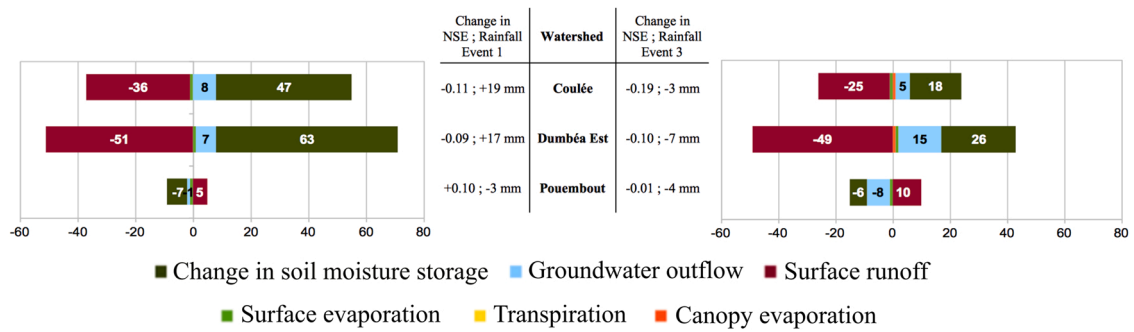 Change in NSE ; Rainfall Event 1
Watershed
Change in NSE ; Rainfall Event 3
-36 8 47
-0.11 ; +19 mm Coulée -0.19 ; -3 mm
-25 5 18
-51 7 63
-0.09 ; +17 mm Dumbéa Est -0.10 ; -7 mm
-49 15 26
-7 -1 5
+0.10 ; -3 mm Pouembout -0.01 ; -4 mm
-6 -8 10
-60 -40 -20 0 20 40 60 80
-60 -40 -20 0 20 40 60 80
Change in soil moisture storage Groundwater outflow Surface runoff
Surface evaporation Transpiration Canopy evaporation